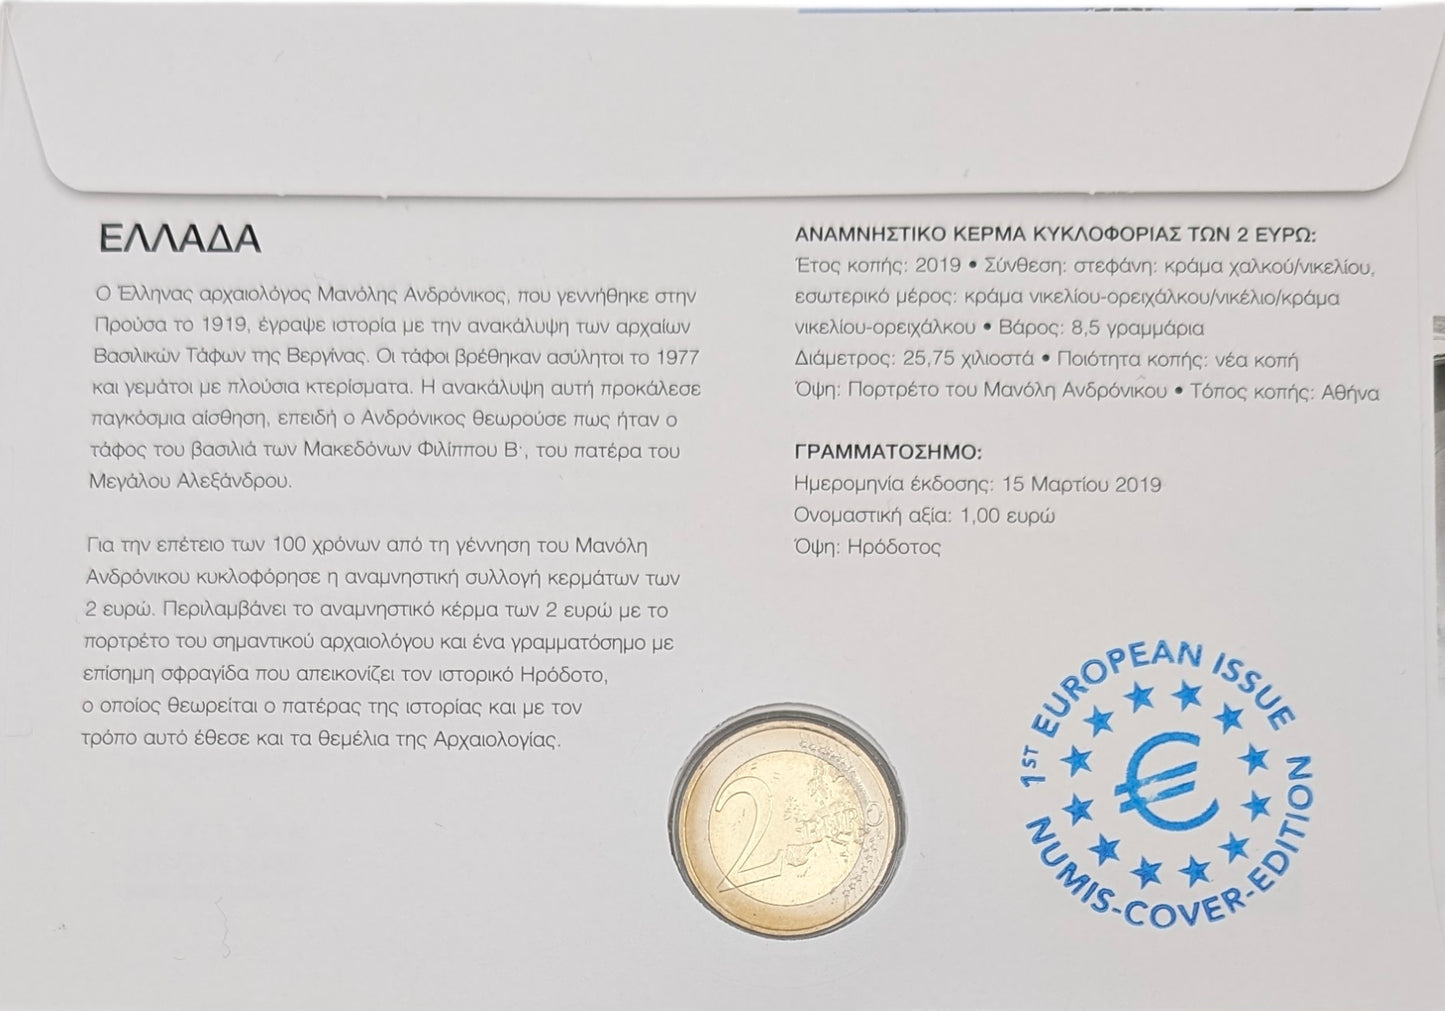 ΕΛΛΑΔΑ
Ο Έλληνας αρχαιολόγος Μανόλης Ανδρόνικος, που γεννήθηκε στην
Προύσα το 1919, έγραψε ιστορία με την ανακάλυψη των αρχαίων
Βασιλικών Τάφων της Βεργίνας. Οι τάφοι βρέθηκαν ασύλητοι το 1977
και γεμάτοι με πλούσια κτερίσματα. Η ανακάλυψη αυτή προκάλεσε
παγκόσμια αίσθηση, επειδή ο Ανδρόνικος θεωρούσε πως ήταν ο
τάφος του βασιλιά των Μακεδόνων Φιλίππου Β·, του πατέρα του
Μεγάλου Αλεξάνδρου.
Για την επέτειο των 100 χρόνων από τη γέννηση του Μανόλη
Ανδρόνικου κυκλοφόρησε η αναμνηστική συλλογή κερμάτων των
2 ευρώ. Περιλαμβάνει το αναμνηστικό κέρμα των 2 ευρώ με το
πορτρέτο του σημαντικού αρχαιολόγου και ένα γραμματόσημο με
επίσημη σφραγίδα που απεικονίζει τον ιστορικό Ηρόδοτο,
ο οποίος θεωρείται ο πατέρας της ιστορίας και με τον
τρόπο αυτό έθεσε και τα θεμέλια της Αρχαιολογίας.
ΑΝΑΜΝΗΣΤΙΚΟ ΚΕΡΜΑ ΚΥΚΛΟΦΟΡΙΑΣ ΤΩΝ 2 ΕΥΡΩ:
Έτος κοπής: 2019 • Σύνθεση: στεφάνη: κράμα χαλκού/νικελίου,
εσωτερικό μέρος: κράμα νικελίου-ορειχάλκου/νικέλιο/κράμα
νικελίου-ορειχάλκου • Βάρος: 8,5 γραμμάρια
Διάμετρος: 25,75 χιλιοστά • Ποιότητα κοπής: νέα κοπή
Όψη: Πορτρέτο του Μανόλη Ανδρόνικου • Τόπος κοπής: Αθήνα
ΓΡΑΜΜΑΤΟΣΗΜΟ:
Ημερομηνία έκδοσης: 15 Μαρτίου 2019
Ονομαστική αξία: 1,00 ευρώ
Όψη: Ηρόδοτος
2 EURO
1ST EUROPEAN ISSUE
€
NUMIS-COVER-EDITION